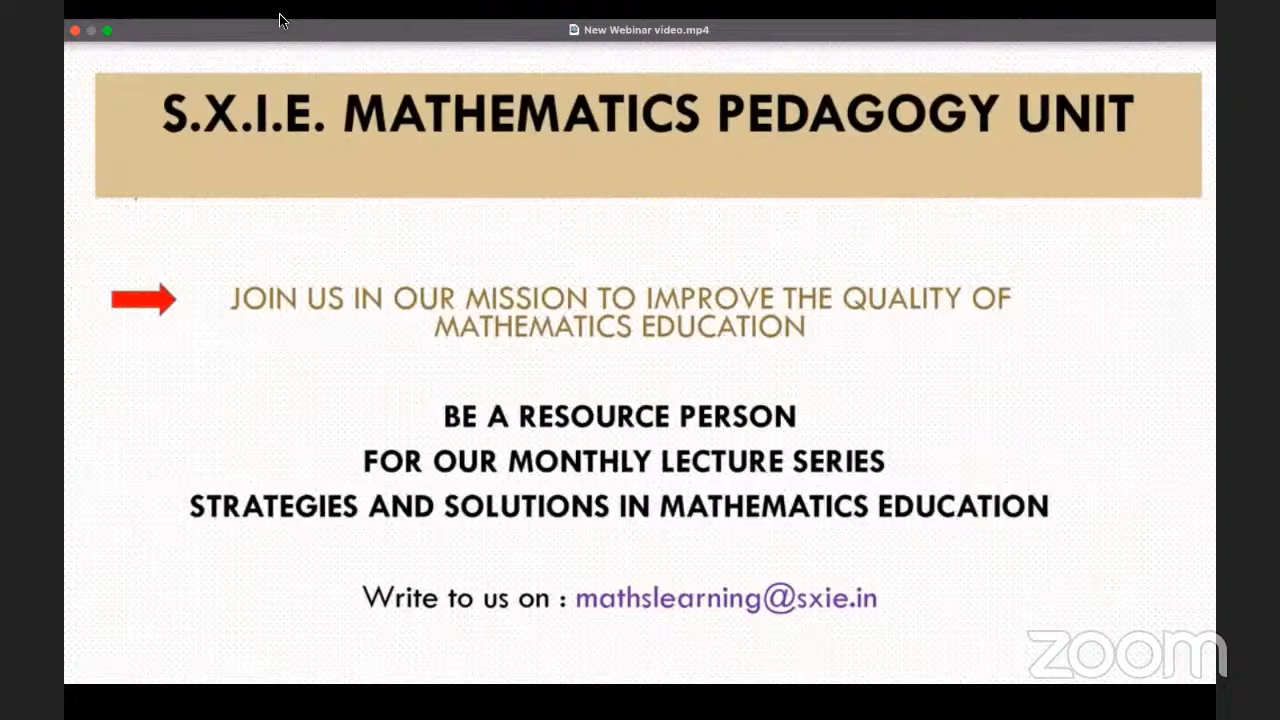 New Webinar video.mp4
S.X.I.E. MATHEMATICS PEDAGOGY UNIT
JOIN US IN OUR MISSION TO IMPROVE THE QUALITY OF
MATHEMATICS EDUCATION
BE A RESOURCE PERSON
FOR OUR MONTHLY LECTURE SERIES
STRATEGIES AND SOLUTIONS IN MATHEMATICS EDUCATION
Write to us on : mathslearning@sxie.in
zoom